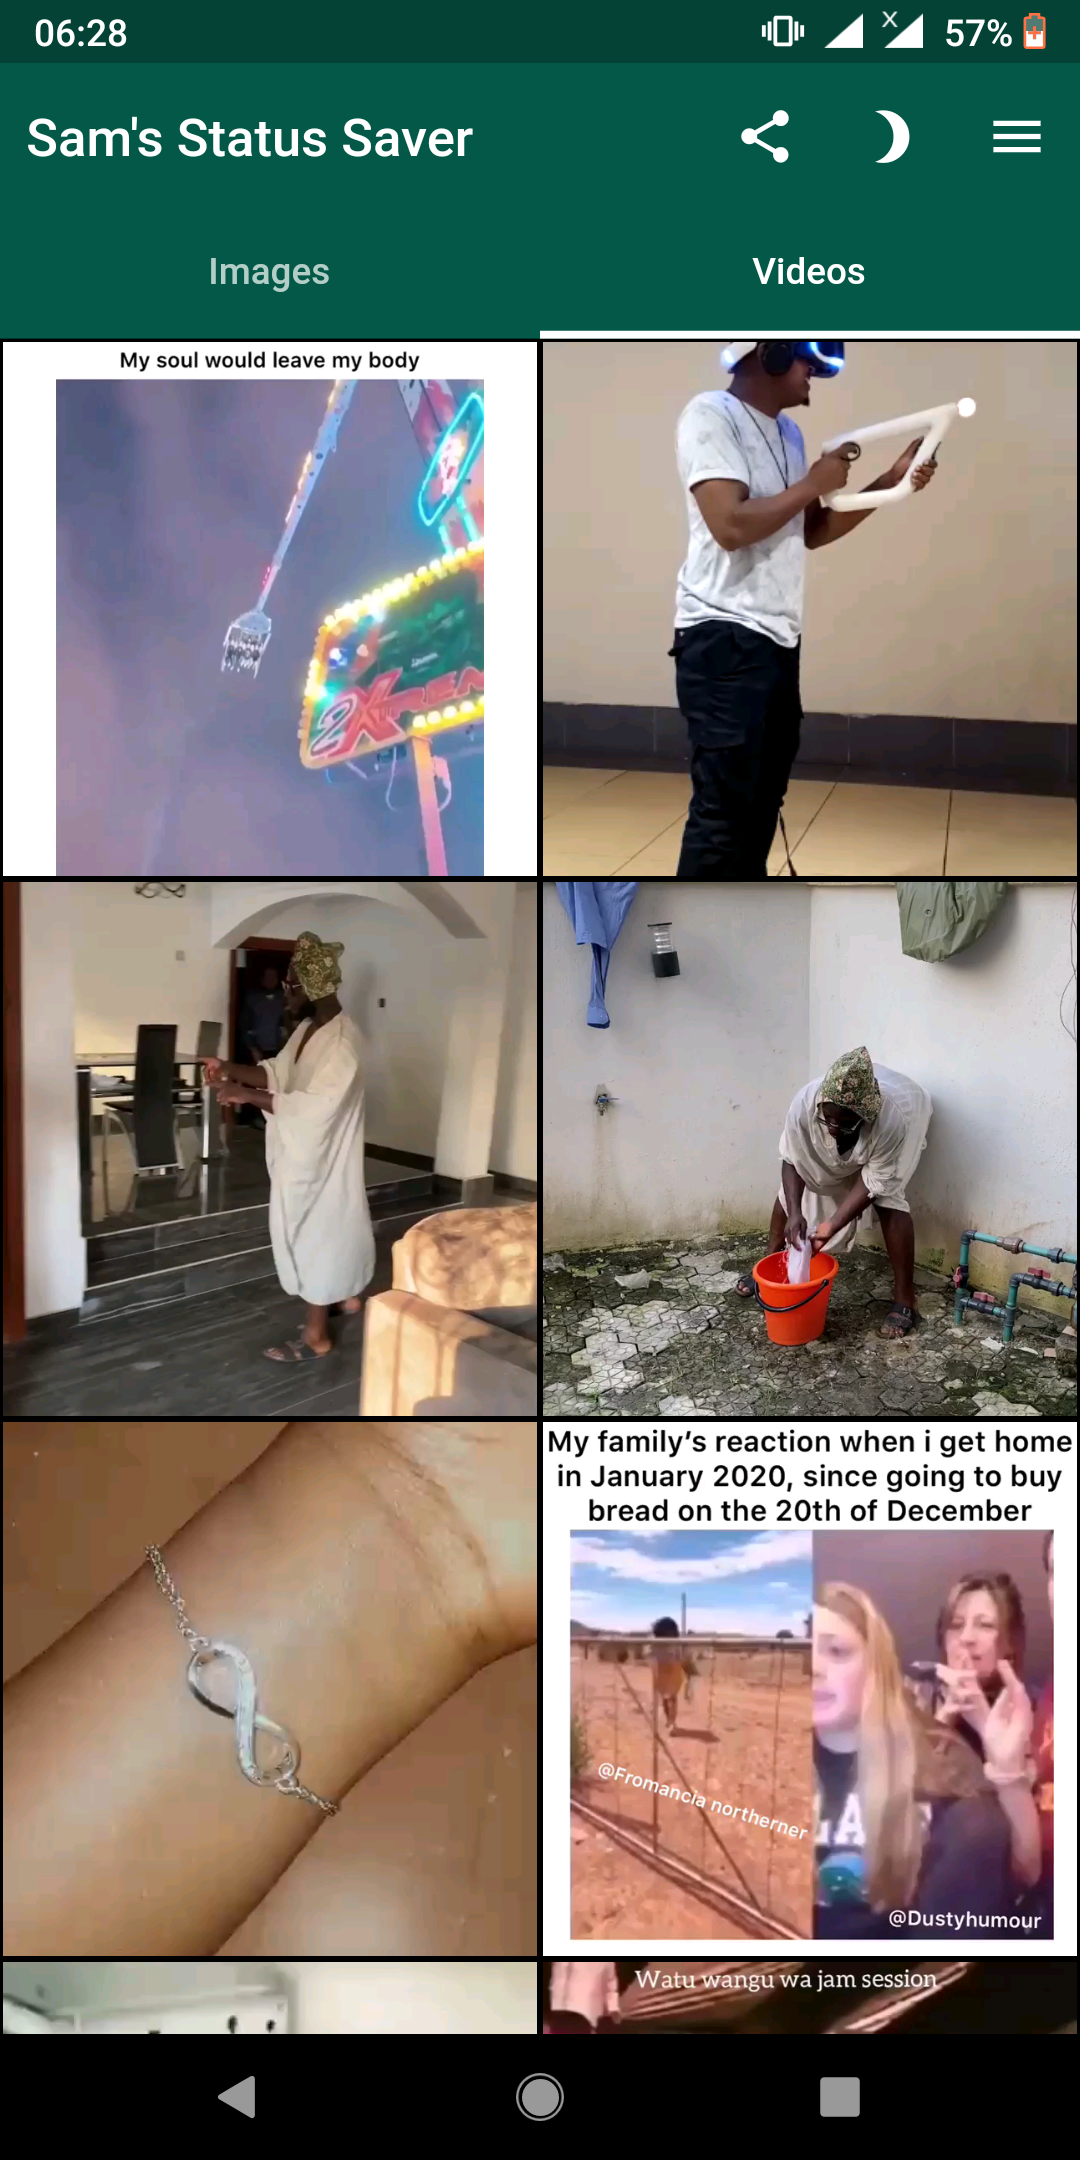 06:28
57%
Sam's Status Saver
Images
Videos
My soul would leave my body
My family's reaction when i get home
in January 2020, since going to buy
bread on the 20th of December
@Fromancia northerner
@Dustyhumour
Watu wangu wa jam session